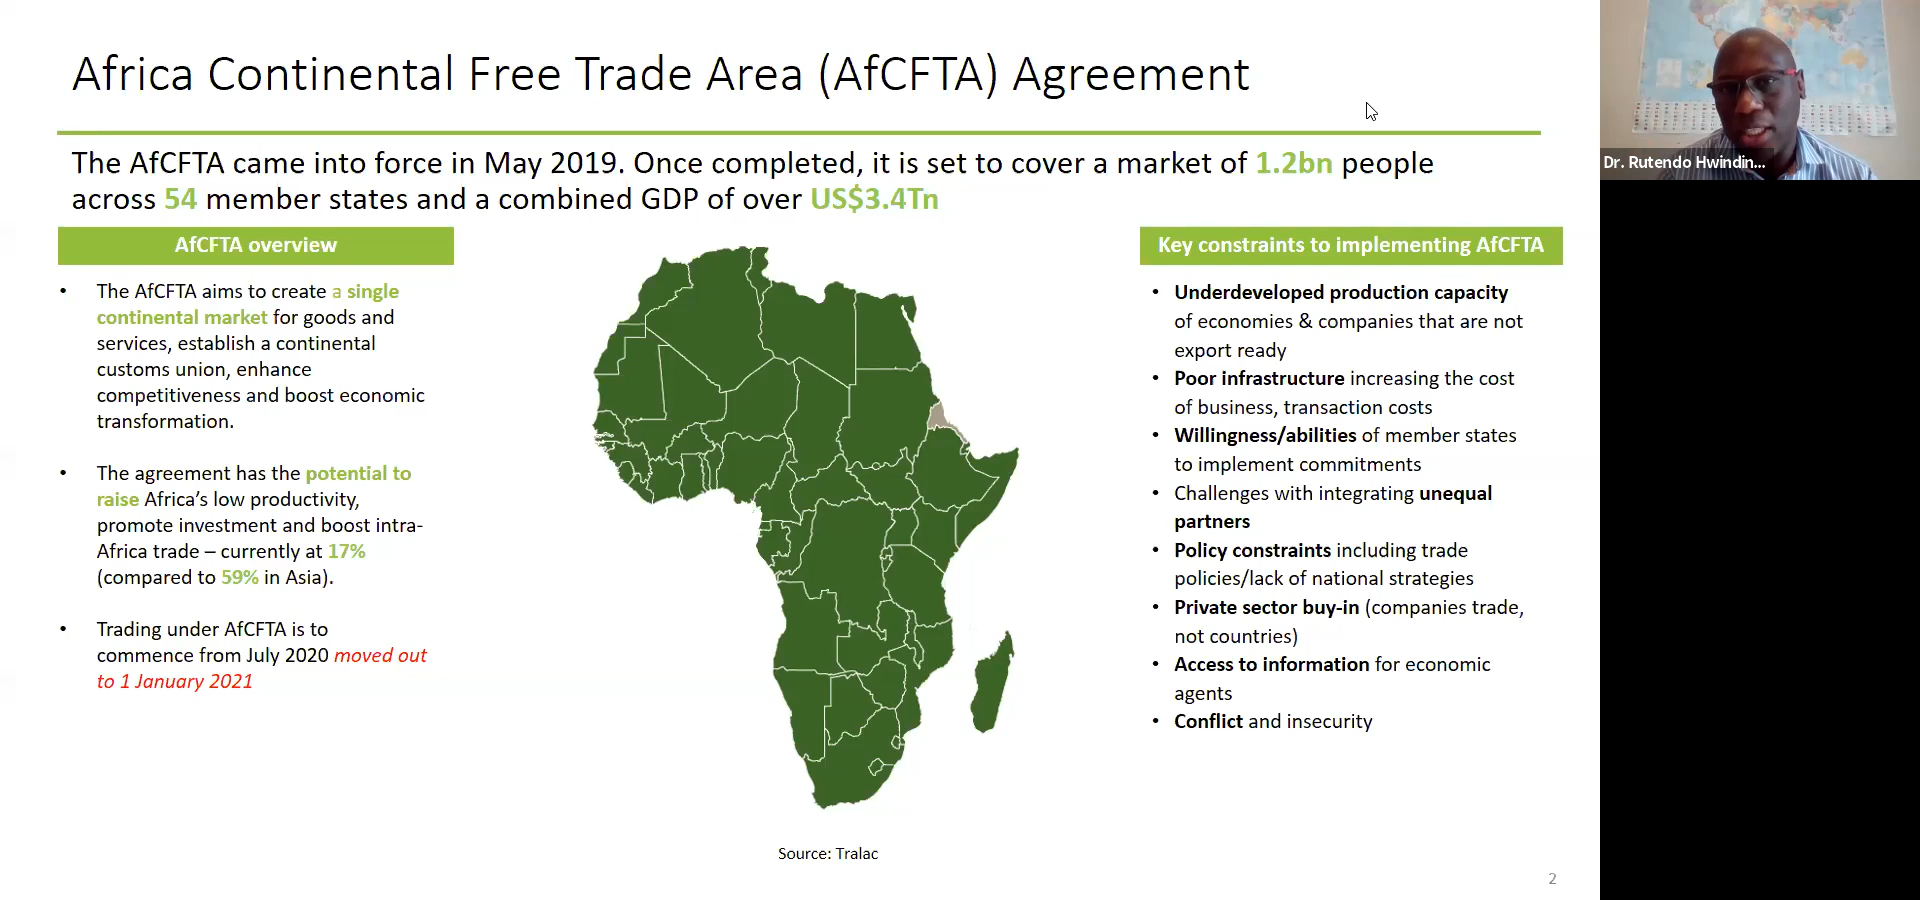 Africa Continental Free Trade Area (AfCFTA) Agreement
The AfCFTA came into force in May 2019. Once completed, it is set to cover a market of 1.2bn people
across 54 member states and a combined GDP of over US$3.4Tn
AfCFTA overview
• The AfCFTA aims to create a single
continental market for goods and
services, establish a continental
customs union, enhance
competitiveness and boost economic
transformation.
• The agreement has the potential to
raise Africa’s low productivity,
promote investment and boost intra-
Africa trade – currently at 17%
(compared to 59% in Asia).
• Trading under AfCFTA is to
commence from July 2020 moved out
to 1 January 2021
Source: Tralac
Key constraints to implementing AfCFTA
• Underdeveloped production capacity
of economies & companies that are not
export ready
• Poor infrastructure increasing the cost
of business, transaction costs
• Willingness/abilities of member states
to implement commitments
• Challenges with integrating unequal
partners
• Policy constraints including trade
policies/lack of national strategies
• Private sector buy-in (companies trade,
not countries)
• Access to information for economic
agents
• Conflict and insecurity
2
Dr. Rutendo Hwindin...